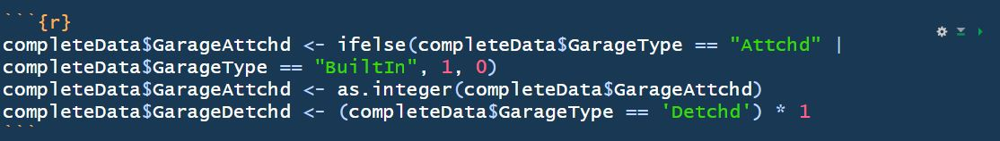 ```{r}
completeData$GarageAttchd <- ifelse(completeData$GarageType == "Attchd" |
completeData$GarageType == "BuiltIn", 1, 0)
completeData$GarageAttchd <- as.integer(completeData$GarageAttchd)
completeData$GarageDetchd <- (completeData$GarageType == 'Detchd') * 1
```